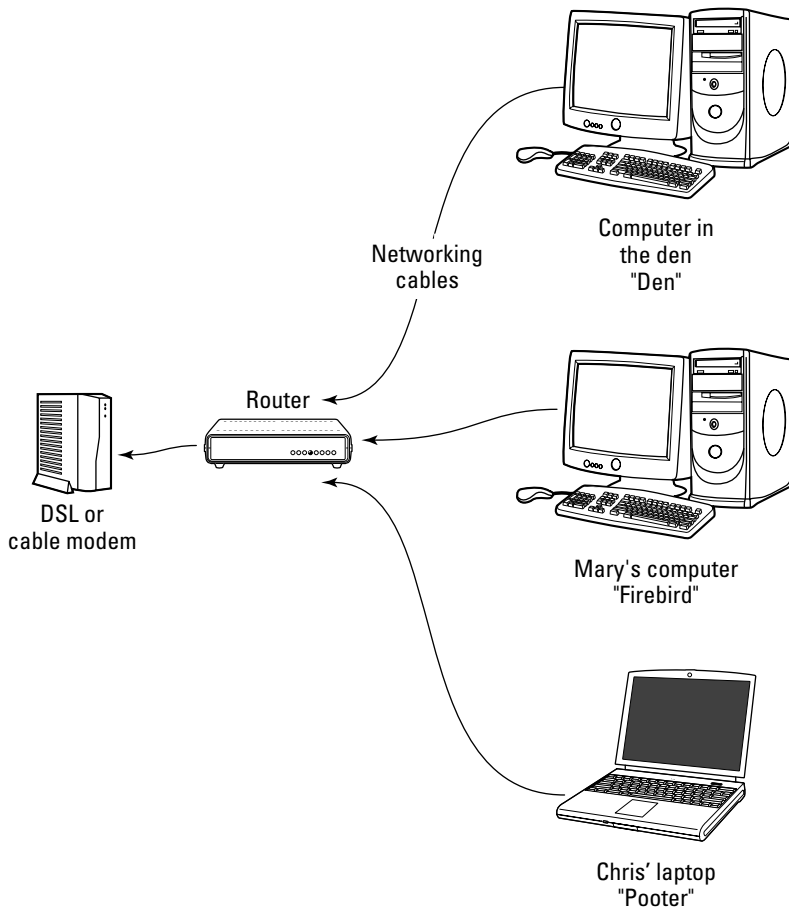 Computer in
the den
"Den"
Networking
cables
Router
DSL or
cable modem
Mary's computer
"Firebird"
Chris’ laptop
"Pooter"